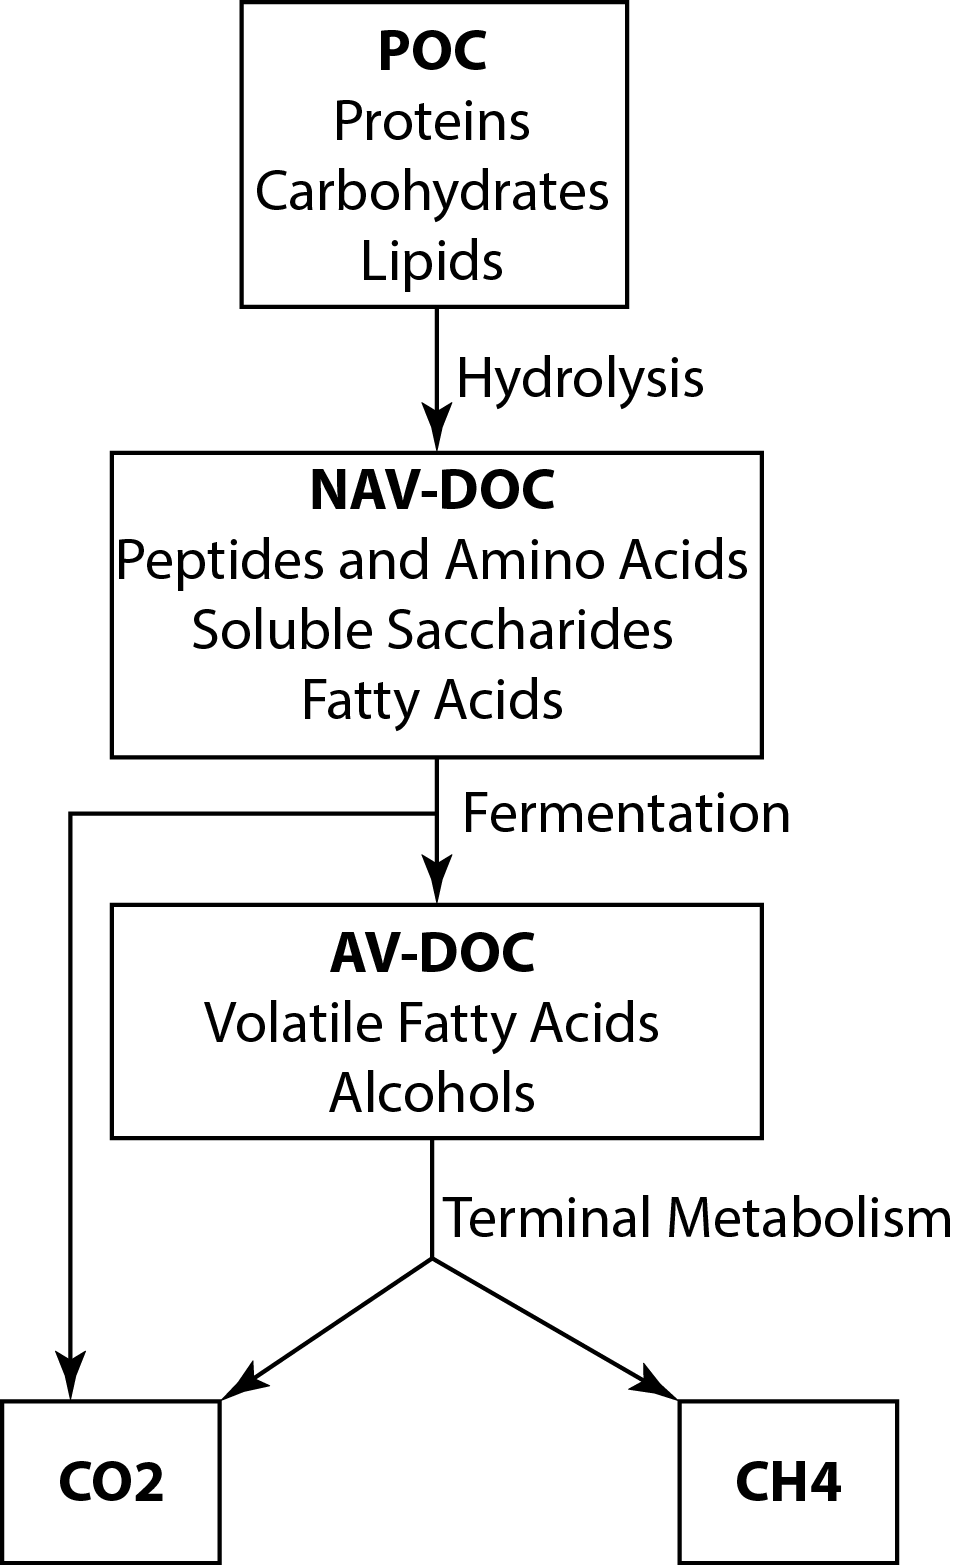 POC
Proteins
Carbohydrates
Lipids
Hydrolysis
NAV-DOC
Peptides and Amino Acids
Soluble Saccharides
Fatty Acids
Fermentation
AV-DOC
Volatile Fatty Acids
Alcohols
Terminal Metabolism
CO2
CH4